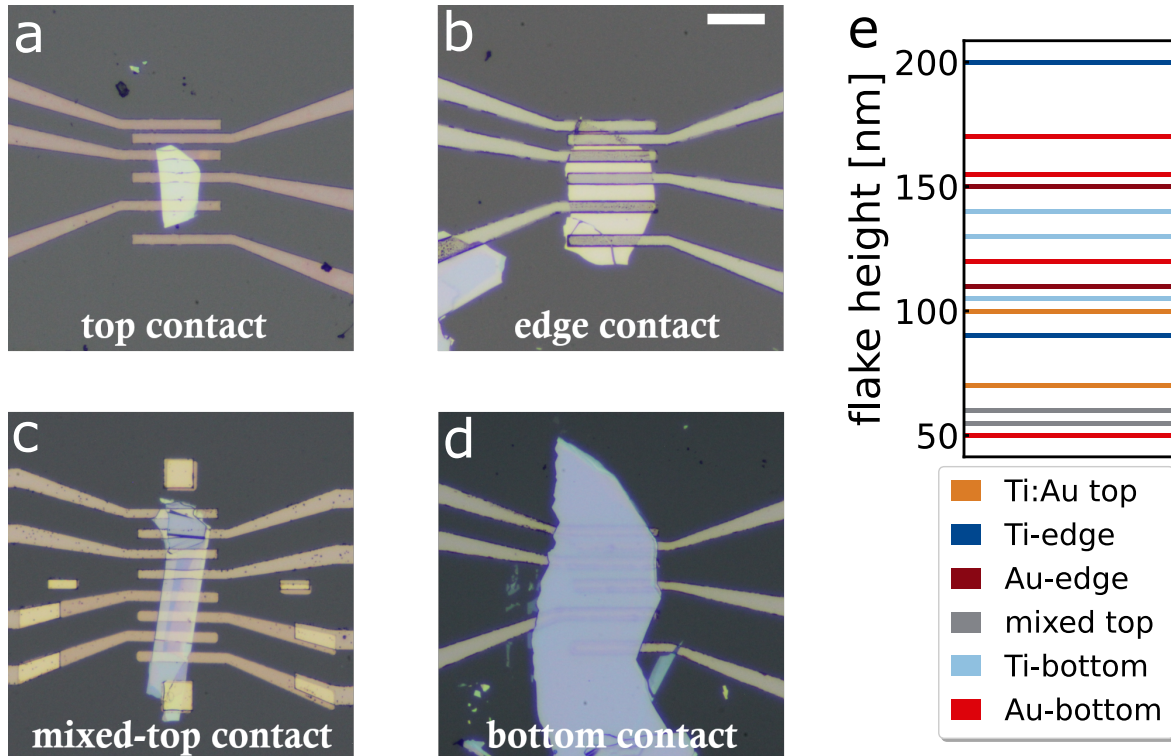 a
top contact
b
edge contact
c
mixed-top contact
d
bottom contact
e
flake height [nm]
200
150
100
50
Ti:Au top
Ti-edge
Au-edge
mixed top
Ti-bottom
Au-bottom